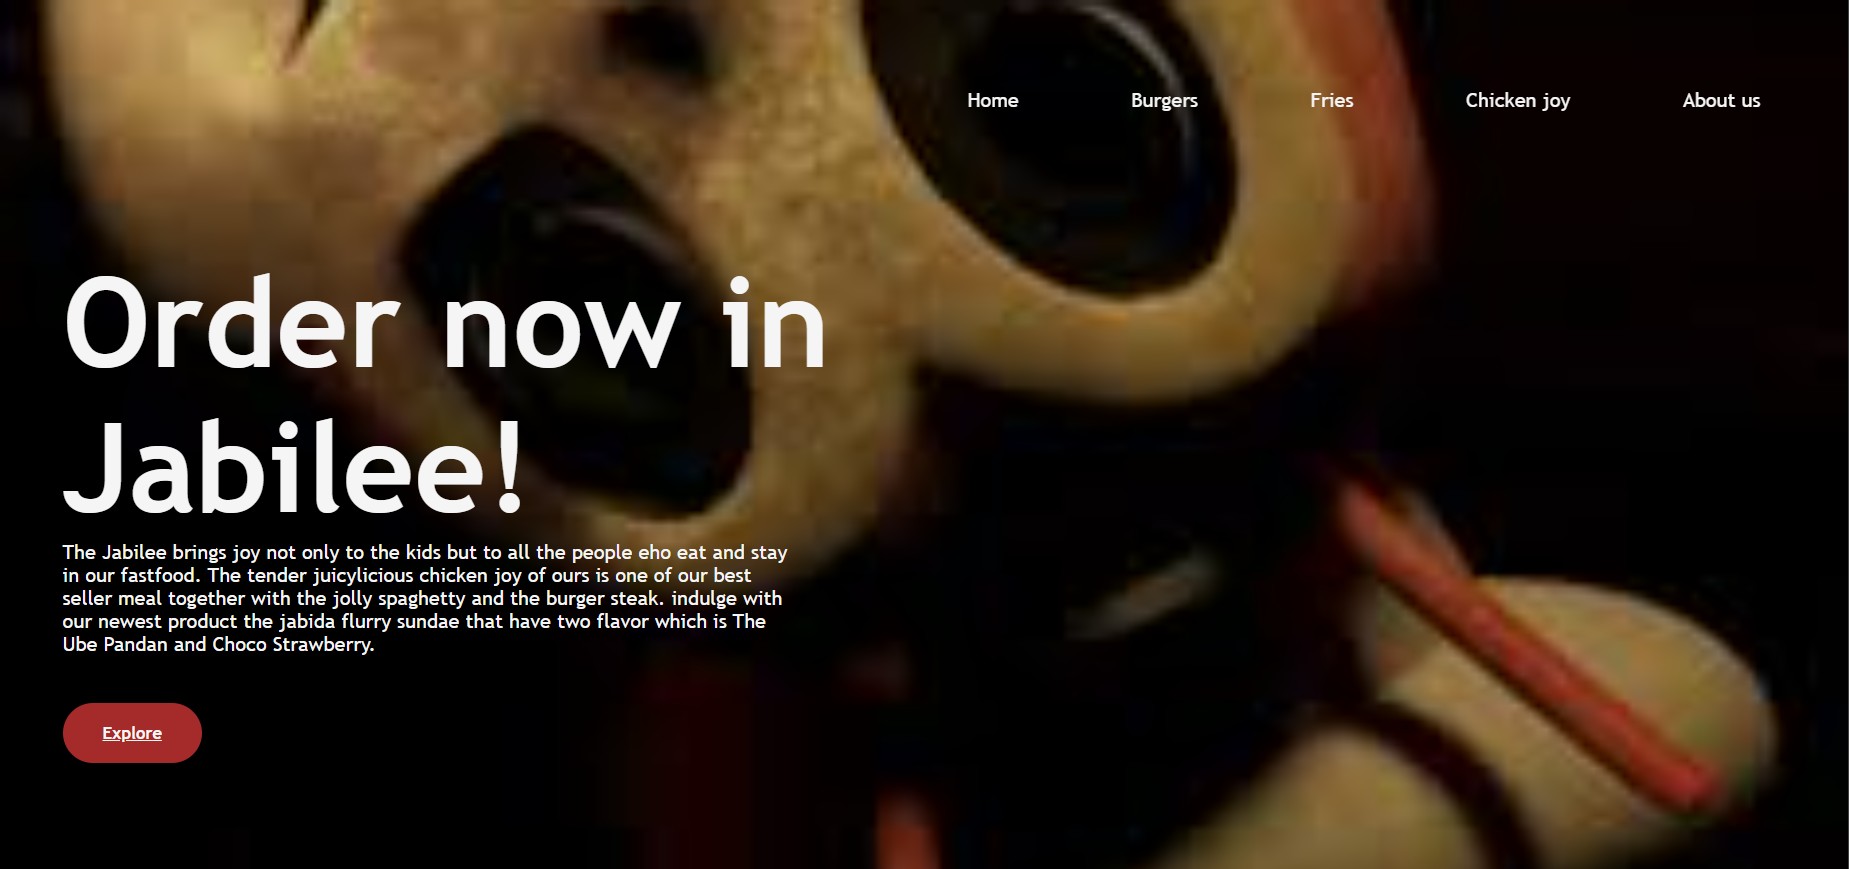 Home Burgers Fries Chicken joy About us
Order now in
Jabilee!
The Jabilee brings joy not only to the kids but to all the people eho eat and stay
in our fastfood. The tender juicylicious chicken joy of ours is one of our best
seller meal together with the jolly spaghetty and the burger steak. indulge with
our newest product the jabida flurry sundae that have two flavor which is The
Ube Pandan and Choco Strawberry.
Explore